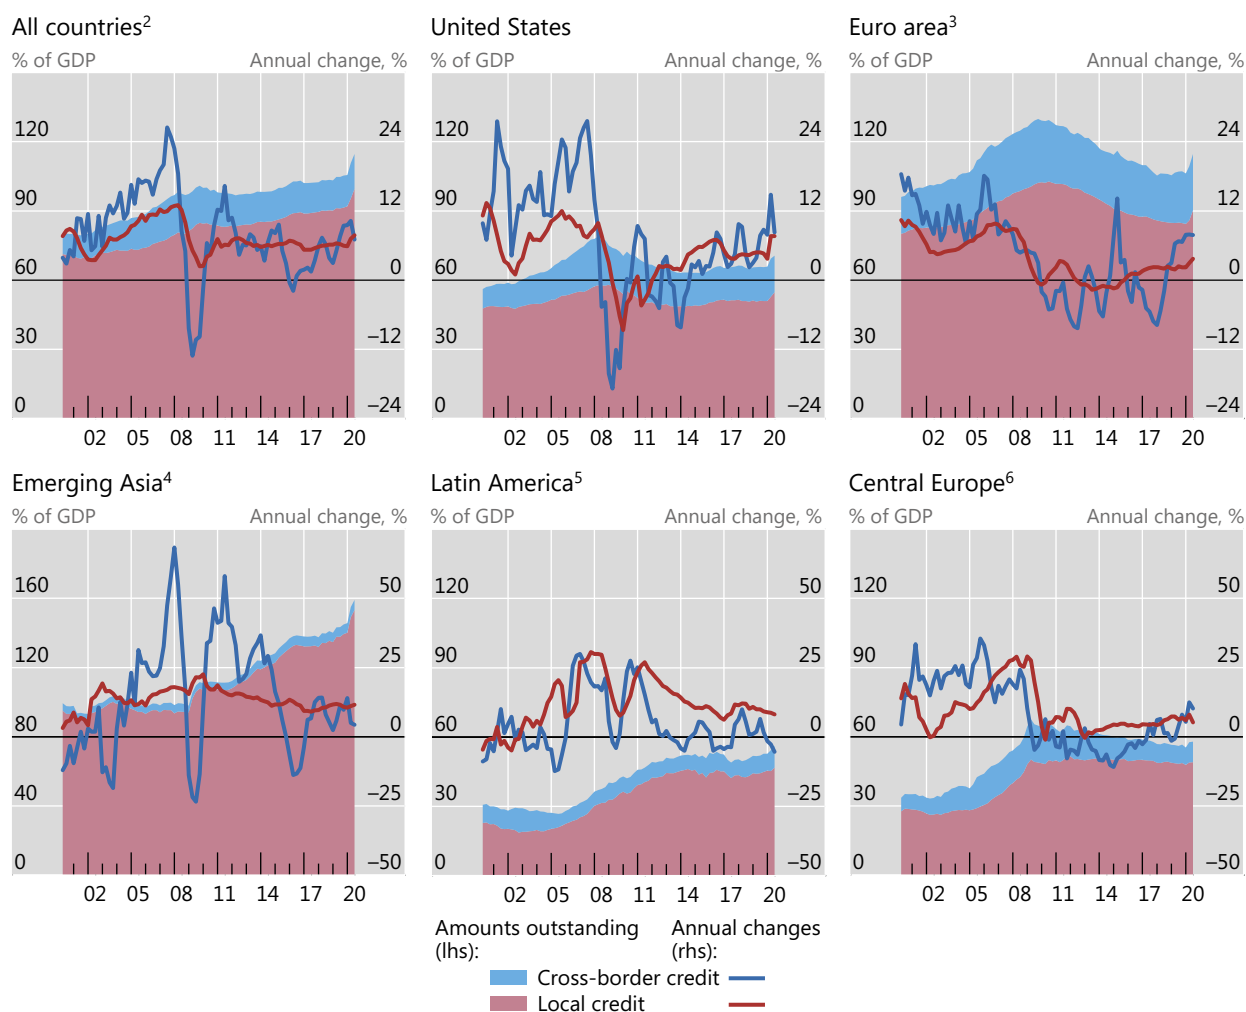 All countries2
% of GDP Annual change, %
120 24
90 12
60 0
30 –12
0 –24
02 05 08 11 14 17 20
United States
% of GDP Annual change, %
120 24
90 12
60 0
30 –12
0 –24
02 05 08 11 14 17 20
Euro area3
% of GDP Annual change, %
120 24
90 12
60 0
30 –12
0 –24
02 05 08 11 14 17 20
Emerging Asia4
% of GDP Annual change, %
160 50
120 25
80 0
40 –25
0 –50
02 05 08 11 14 17 20
Latin America5
% of GDP Annual change, %
120 50
90 25
60 0
30 –25
0 –50
02 05 08 11 14 17 20
Central Europe6
% of GDP Annual change, %
120 50
90 25
60 0
30 –25
0 –50
02 05 08 11 14 17 20
Amounts outstanding Annual changes
(lhs): (rhs):
Cross-border credit
Local credit